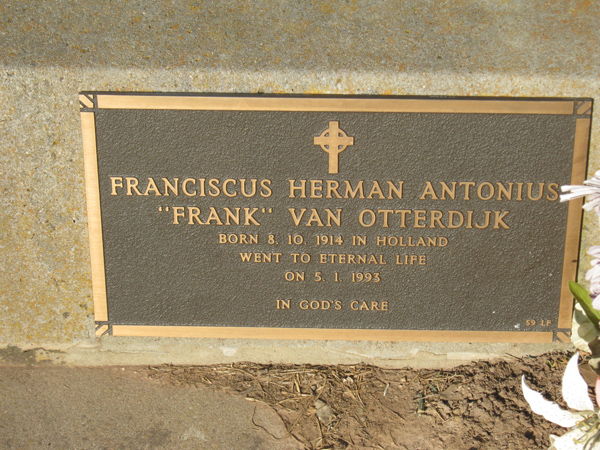 FRANCISCUS HERMAN ANTONIUS
"FRANK" VAN OTTERDIJK
BORN 8. 10. 1914 IN HOLLAND
WENT TO ETERNAL LIFE
ON 5. 1. 1993
IN GOD'S CARE
59 LF